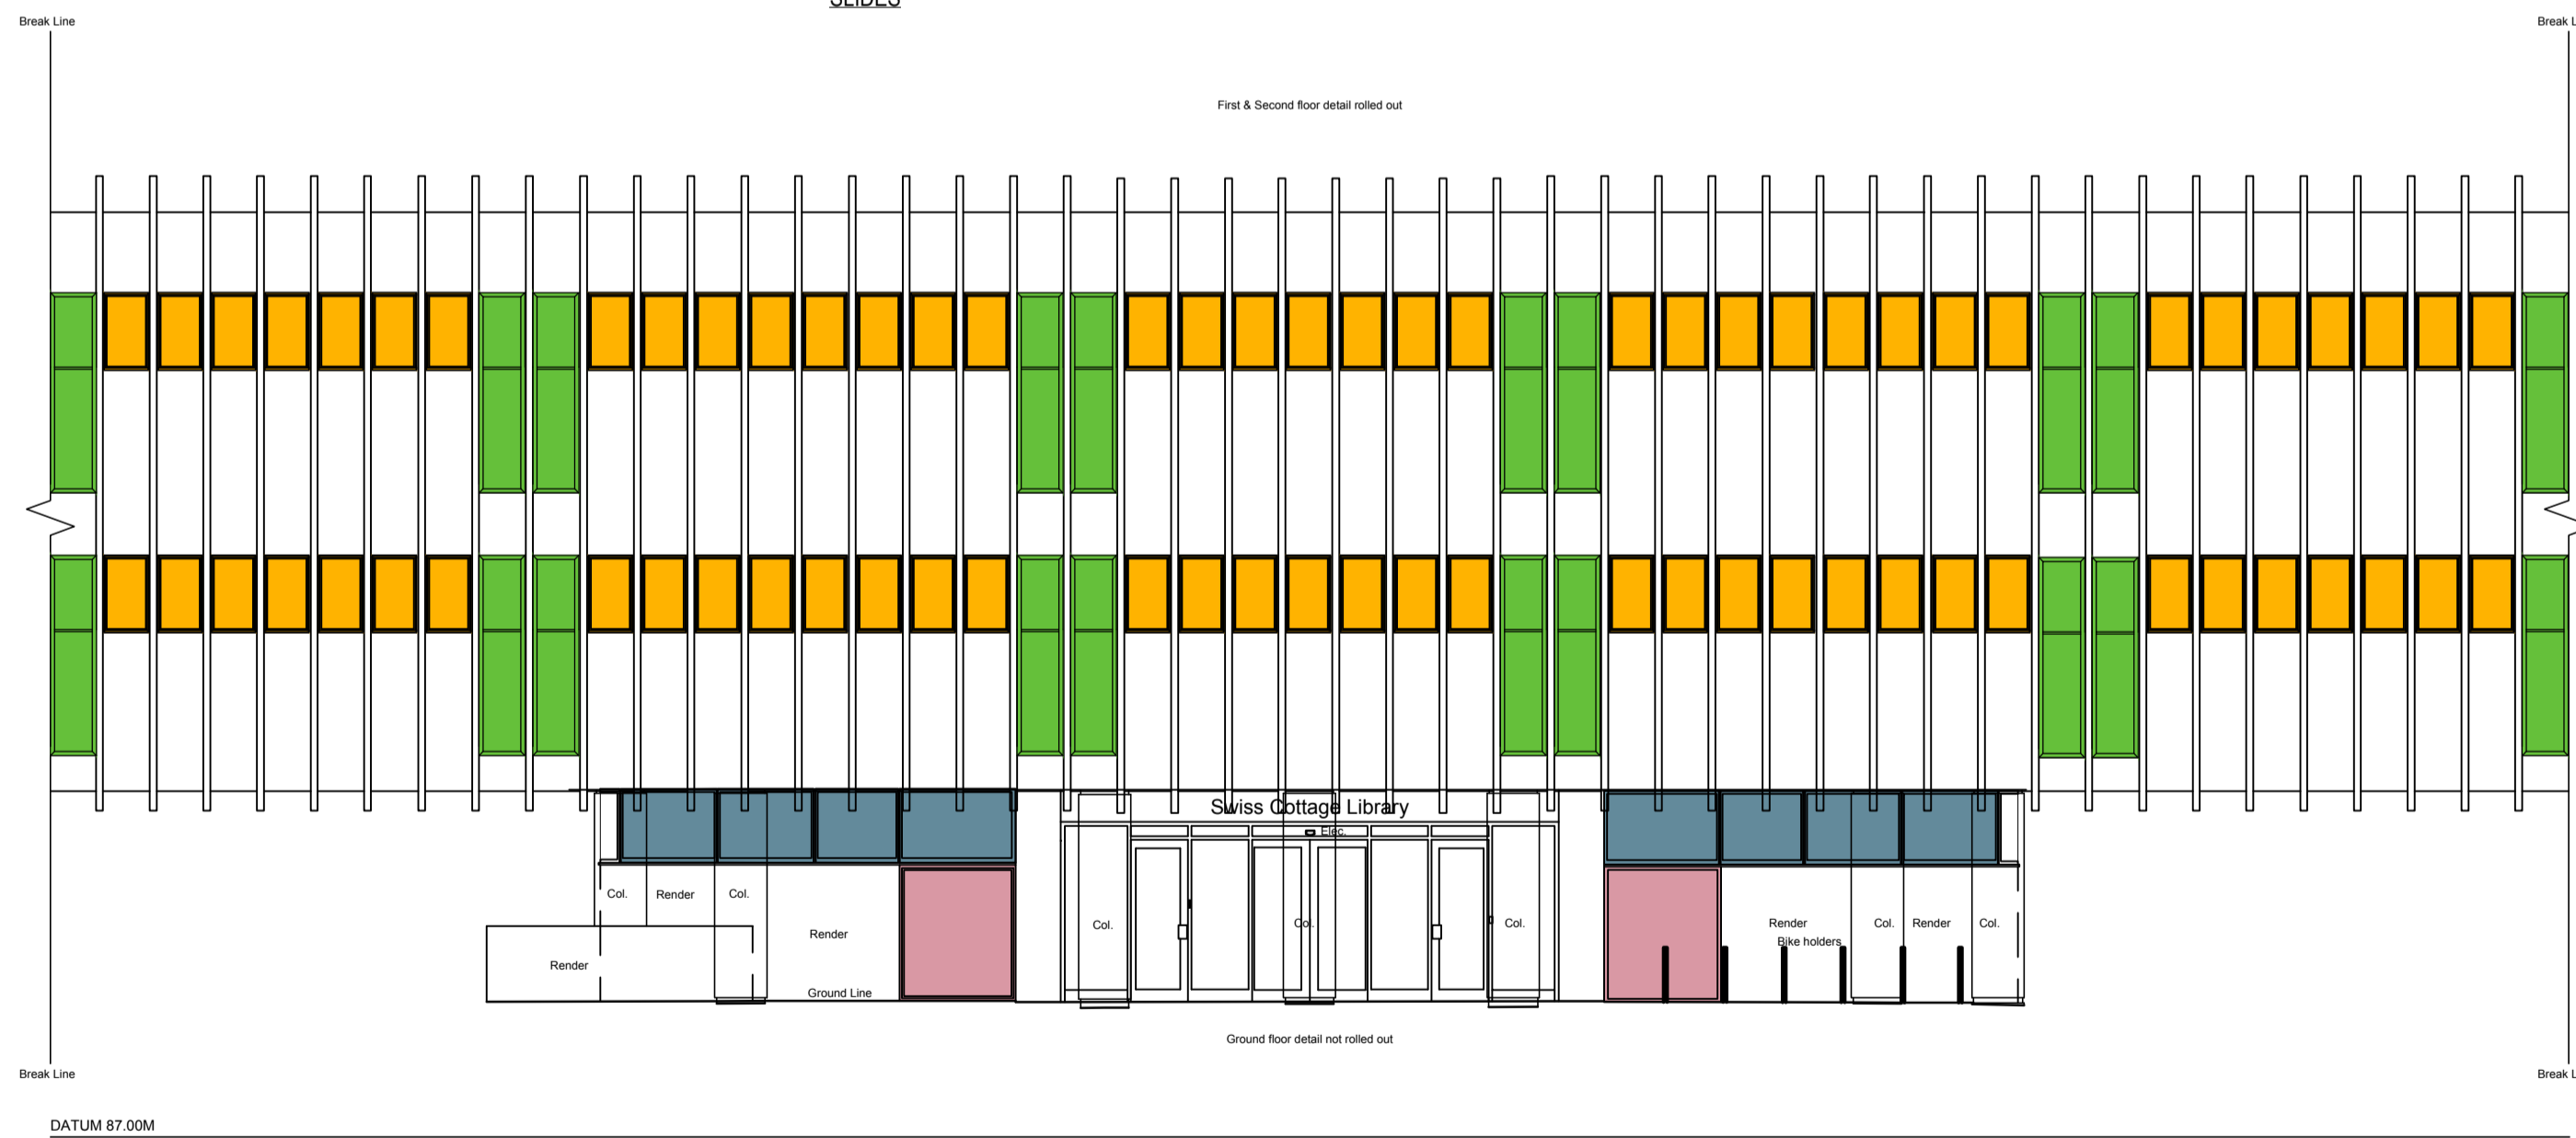 SLIDES
Break Line
Break L
First & Second floor detail rolled out
Swiss Cottage Library
Elec.
Col.
Render
Col.
Render
Render
Ground Line
Col.
Col.
Col.
Render
Bike holders
Col.
Render
Col.
Ground floor detail not rolled out
Break Line
Break L
DATUM 87.00M